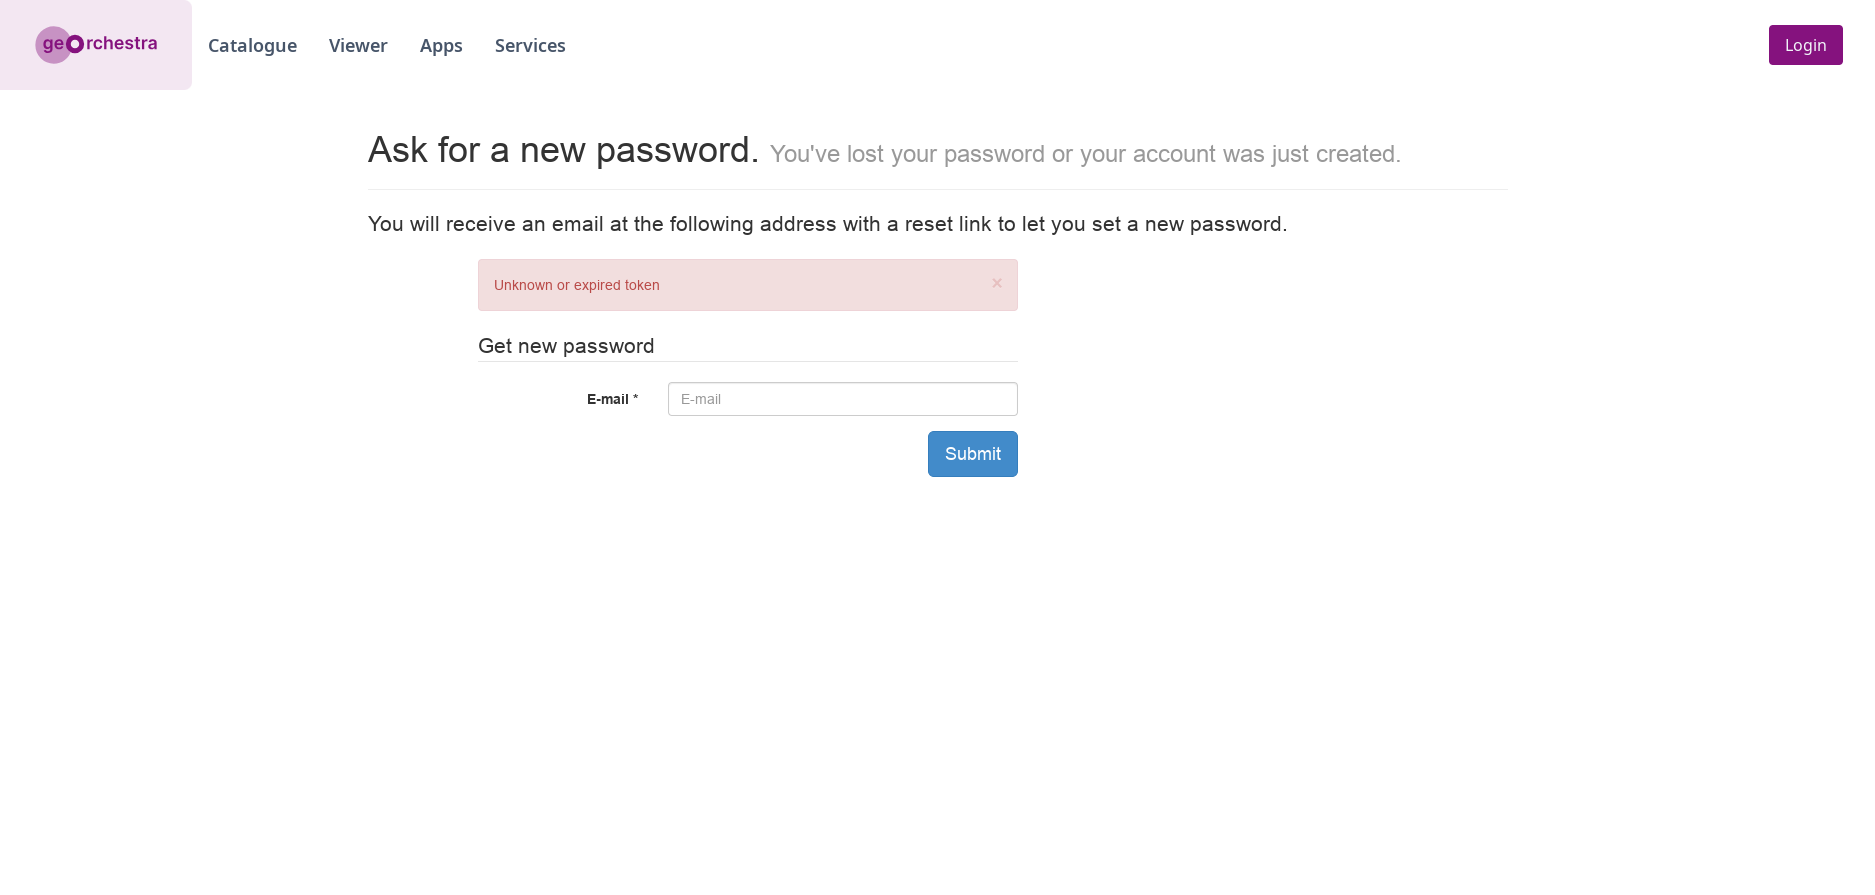 georchestra
Catalogue
Viewer
Apps
Services
Login
Ask for a new password. You've lost your password or your account was just created.
You will receive an email at the following address with a reset link to let you set a new password.
Unknown or expired token ×
Get new password
E-mail *
E-mail
Submit